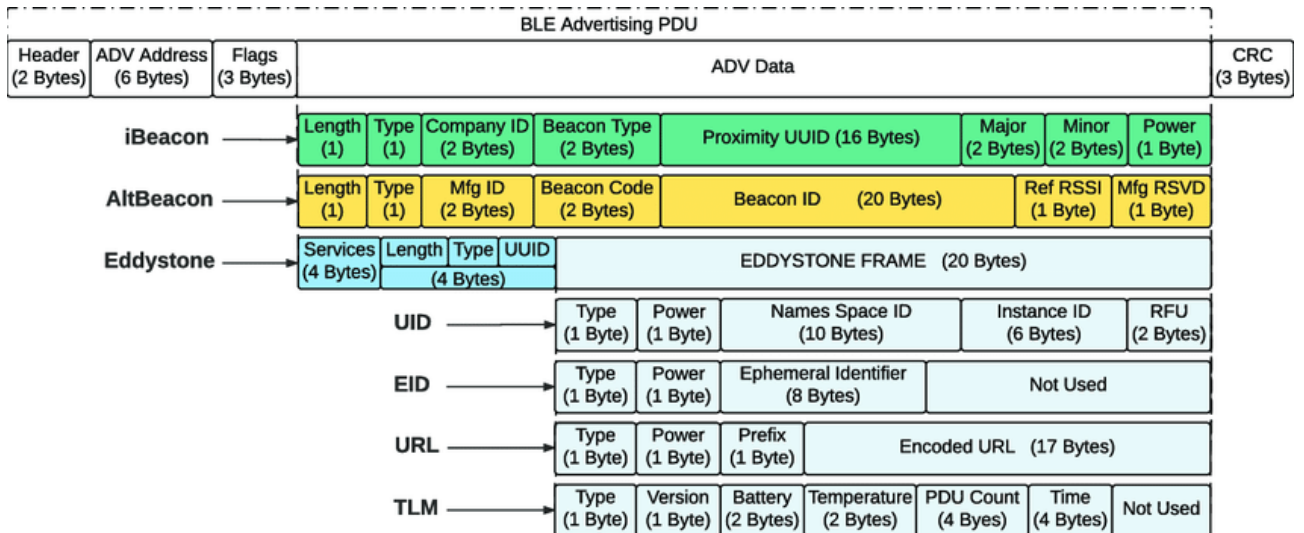 BLE Advertising PDU
Header ADV Address Flags ADV Data CRC
(2 Bytes) (6 Bytes) (3 Bytes) (3 Bytes)
iBeacon Length Type Company ID Beacon Type Proximity UUID (16 Bytes) Major Minor Power
(1) (1) (2 Bytes) (2 Bytes) (2 Bytes) (2 Bytes) (1 Byte)
AltBeacon Length Type Mfg ID Beacon Code Beacon ID (20 Bytes) Ref RSSI Mfg RSVD
(1) (1) (2 Bytes) (2 Bytes) (1 Byte) (1 Byte)
Eddystone Services Length Type UUID EDDYSTONE FRAME (20 Bytes)
(4 Bytes) (4 Bytes)
UID Type Power Names Space ID Instance ID RFU
(1 Byte) (1 Byte) (10 Bytes) (6 Bytes) (2 Bytes)
EID Type Power Ephemeral Identifier Not Used
(1 Byte) (1 Byte) (8 Bytes)
URL Type Power Prefix Encoded URL (17 Bytes)
(1 Byte) (1 Byte) (1 Byte)
TLM Type Version Battery Temperature PDU Count Time Not Used
(1 Byte) (1 Byte) (2 Bytes) (2 Bytes) (4 Byes) (4 Bytes)